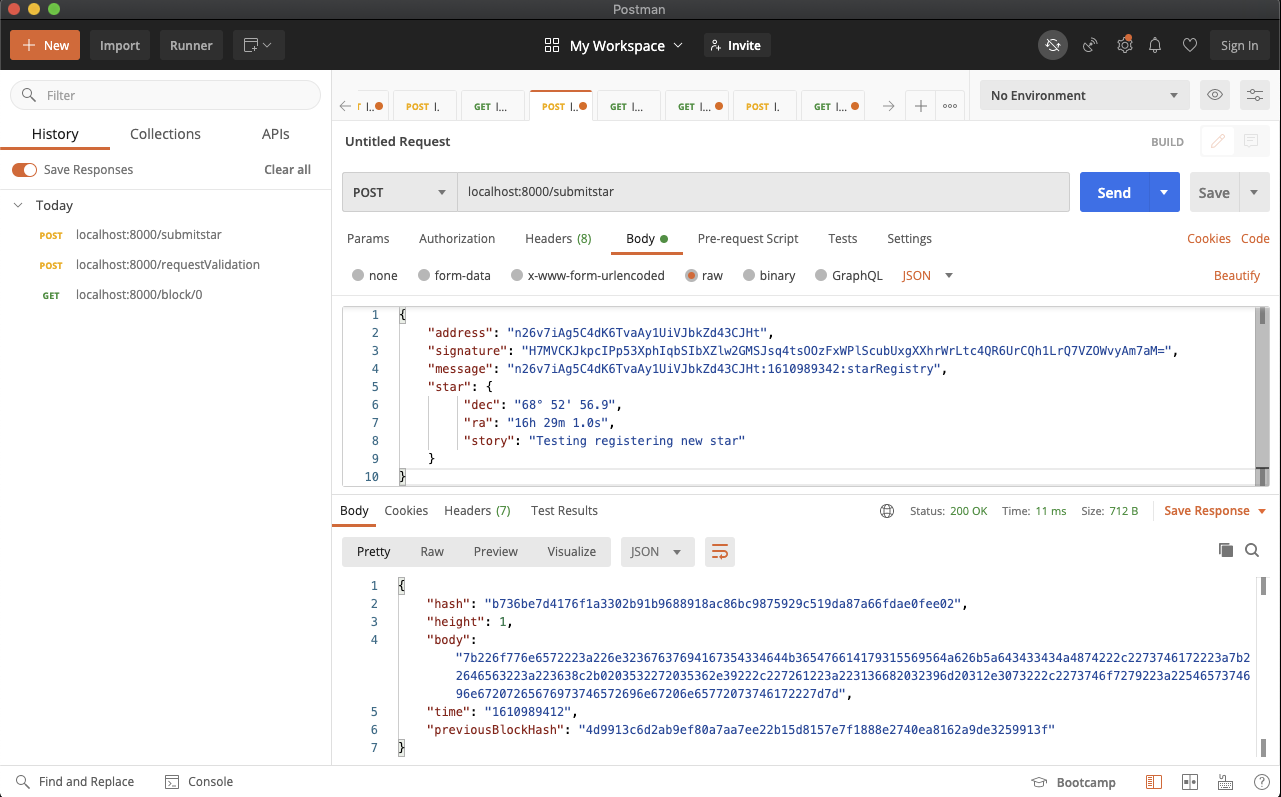 Postman
New
Import
Runner
My Workspace
Invite
Sign In
Filter
History
Collections
APIs
Save Responses
Clear all
Today
POST localhost:8000/submitstar
POST localhost:8000/requestValidation
GET localhost:8000/block/0
T l.. POST l. GET l... POST l.. GET l... GET l... POST l. GET l...
No Environment
Untitled Request
BUILD
POST
localhost:8000/submitstar
Send
Save
Params Authorization Headers (8) Body Pre-request Script Tests Settings
Cookies Code
none form-data x-www-form-urlencoded raw binary GraphQL JSON
Beautify
1 {
2 "address": "n26v7iAg5C4dK6TvaAy1UiVJbkZd43CJHt",
3 "signature": "H7MVCKJkpcIPp53XphIqbSIbXZlw2GMSJsq4tsOOzFxWPlScubUxgXXhrWrLtc4QR6UrCQh1LrQ7VZOWvyAm7aM=",
4 "message": "n26v7iAg5C4dK6TvaAy1UiVJbkZd43CJHt:1610989342:starRegistry",
5 "star": {
6 "dec": "68° 52' 56.9",
7 "ra": "16h 29m 1.0s",
8 "story": "Testing registering new star"
9 }
10 }
Body Cookies Headers (7) Test Results
Status: 200 OK Time: 11 ms Size: 712 B
Save Response
Pretty Raw Preview Visualize JSON
1 {
2 "hash": "b736be7d4176f1a3302b91b9688918ac86bc9875929c519da87a66fdae0fee02",
3 "height": 1,
4 "body":
"7b226f776e6572223a226e323676376941673543346​44b365476614179315569564a626b5a643433434a4874222c2273746172223a7b2
2646563223a223638c2b0203532272035362e39222c227261223a223136682032396d20312e3073222c2273746f7279223a22546573746
96e67207265676973746572696e67206e65772073746172227d7d",
5 "time": "1610989412",
6 "previousBlockHash": "4d9913c6d2ab9ef80a7aa7ee22b15d8157e7f1888e2740ea8162a9de3259913f"
7 }
Find and Replace
Console
Bootcamp